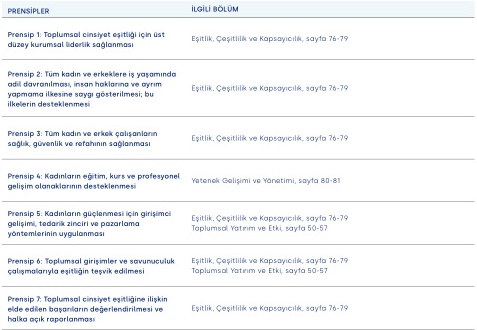 PRENSİPLER
İLGİLİ BÖLÜM
Prensip 1: Toplumsal cinsiyet eşitliği için üst
düzey kurumsal liderlik sağlanması
Eşitlik, Çeşitlilik ve Kapsayıcılık, sayfa 76-79
Prensip 2: Tüm kadın ve erkeklere iş yaşamında
adil davranılması, insan haklarına ve ayrım
yapmama ilkesine saygı gösterilmesi; bu
ilkelerin desteklenmesi
Eşitlik, Çeşitlilik ve Kapsayıcılık, sayfa 76-79
Prensip 3: Tüm kadın ve erkek çalışanların
sağlık, güvenlik ve refahının sağlanması
Eşitlik, Çeşitlilik ve Kapsayıcılık, sayfa 76-79
Prensip 4: Kadınların eğitim, kurs ve profesyonel
gelişim olanaklarının desteklenmesi
Yetenek Gelişimi ve Yönetimi, sayfa 80-81
Prensip 5: Kadınların güçlenmesi için girişimci
gelişimi, tedarik zinciri ve pazarlama
yöntemlerinin uygulanması
Eşitlik, Çeşitlilik ve Kapsayıcılık, sayfa 76-79
Toplumsal Yatırım ve Etki, sayfa 50-57
Prensip 6: Toplumsal girişimler ve savunuculuk
çalışmalarıyla eşitliğin teşvik edilmesi
Eşitlik, Çeşitlilik ve Kapsayıcılık, sayfa 76-79
Toplumsal Yatırım ve Etki, sayfa 50-57
Prensip 7: Toplumsal cinsiyet eşitliğine ilişkin
elde edilen başarıların değerlendirilmesi ve
halka açık raporlanması
Eşitlik, Çeşitlilik ve Kapsayıcılık, sayfa 76-79